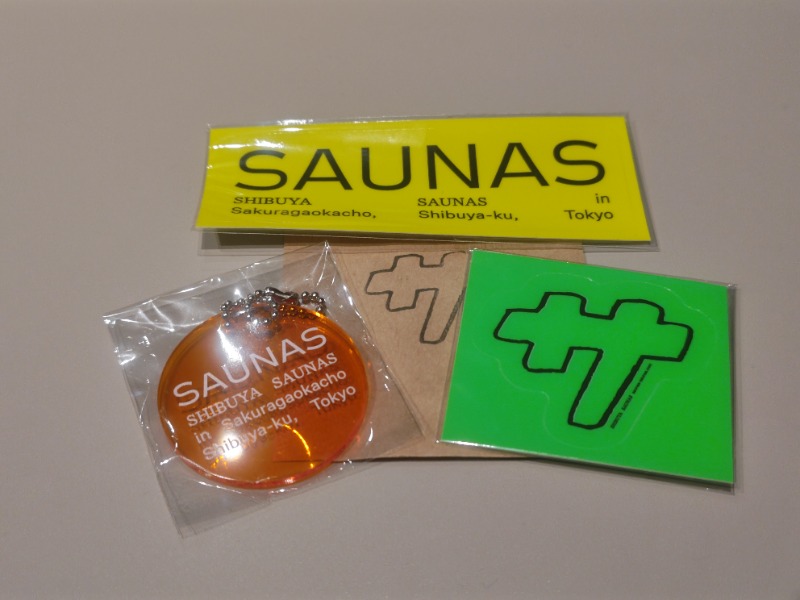 SAUNAS
SHIBUYA SAUNAS in
Sakuragaokacho, Shibuya-ku, Tokyo
サ
サ
SAUNAS
SHIBUYA SAUNAS
in Sakuragaokacho
Shibuya-ku, Tokyo